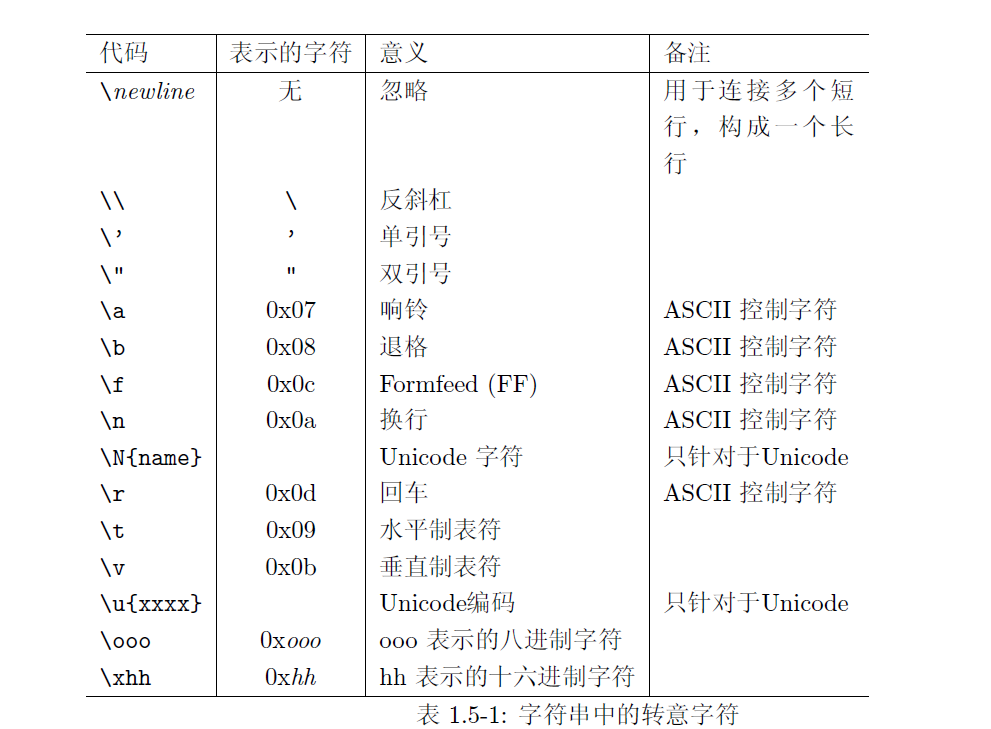 代码 表示的字符 意义 备注
\newline 无 忽略 用于连接多个短
行，构成一个长
行
\\ \ 反斜杠
\’ ’ 单引号
\" " 双引号
\a 0x07 响铃 ASCII 控制字符
\b 0x08 退格 ASCII 控制字符
\f 0x0c Formfeed (FF) ASCII 控制字符
\n 0x0a 换行 ASCII 控制字符
\N{name} Unicode 字符 只针对于Unicode
\r 0x0d 回车 ASCII 控制字符
\t 0x09 水平制表符
\v 0x0b 垂直制表符
\u{xxxx} Unicode编码 只针对于Unicode
\ooo 0xooo ooo 表示的八进制字符
\xhh 0xhh hh 表示的十六进制字符
表 1.5-1: 字符串中的转意字符